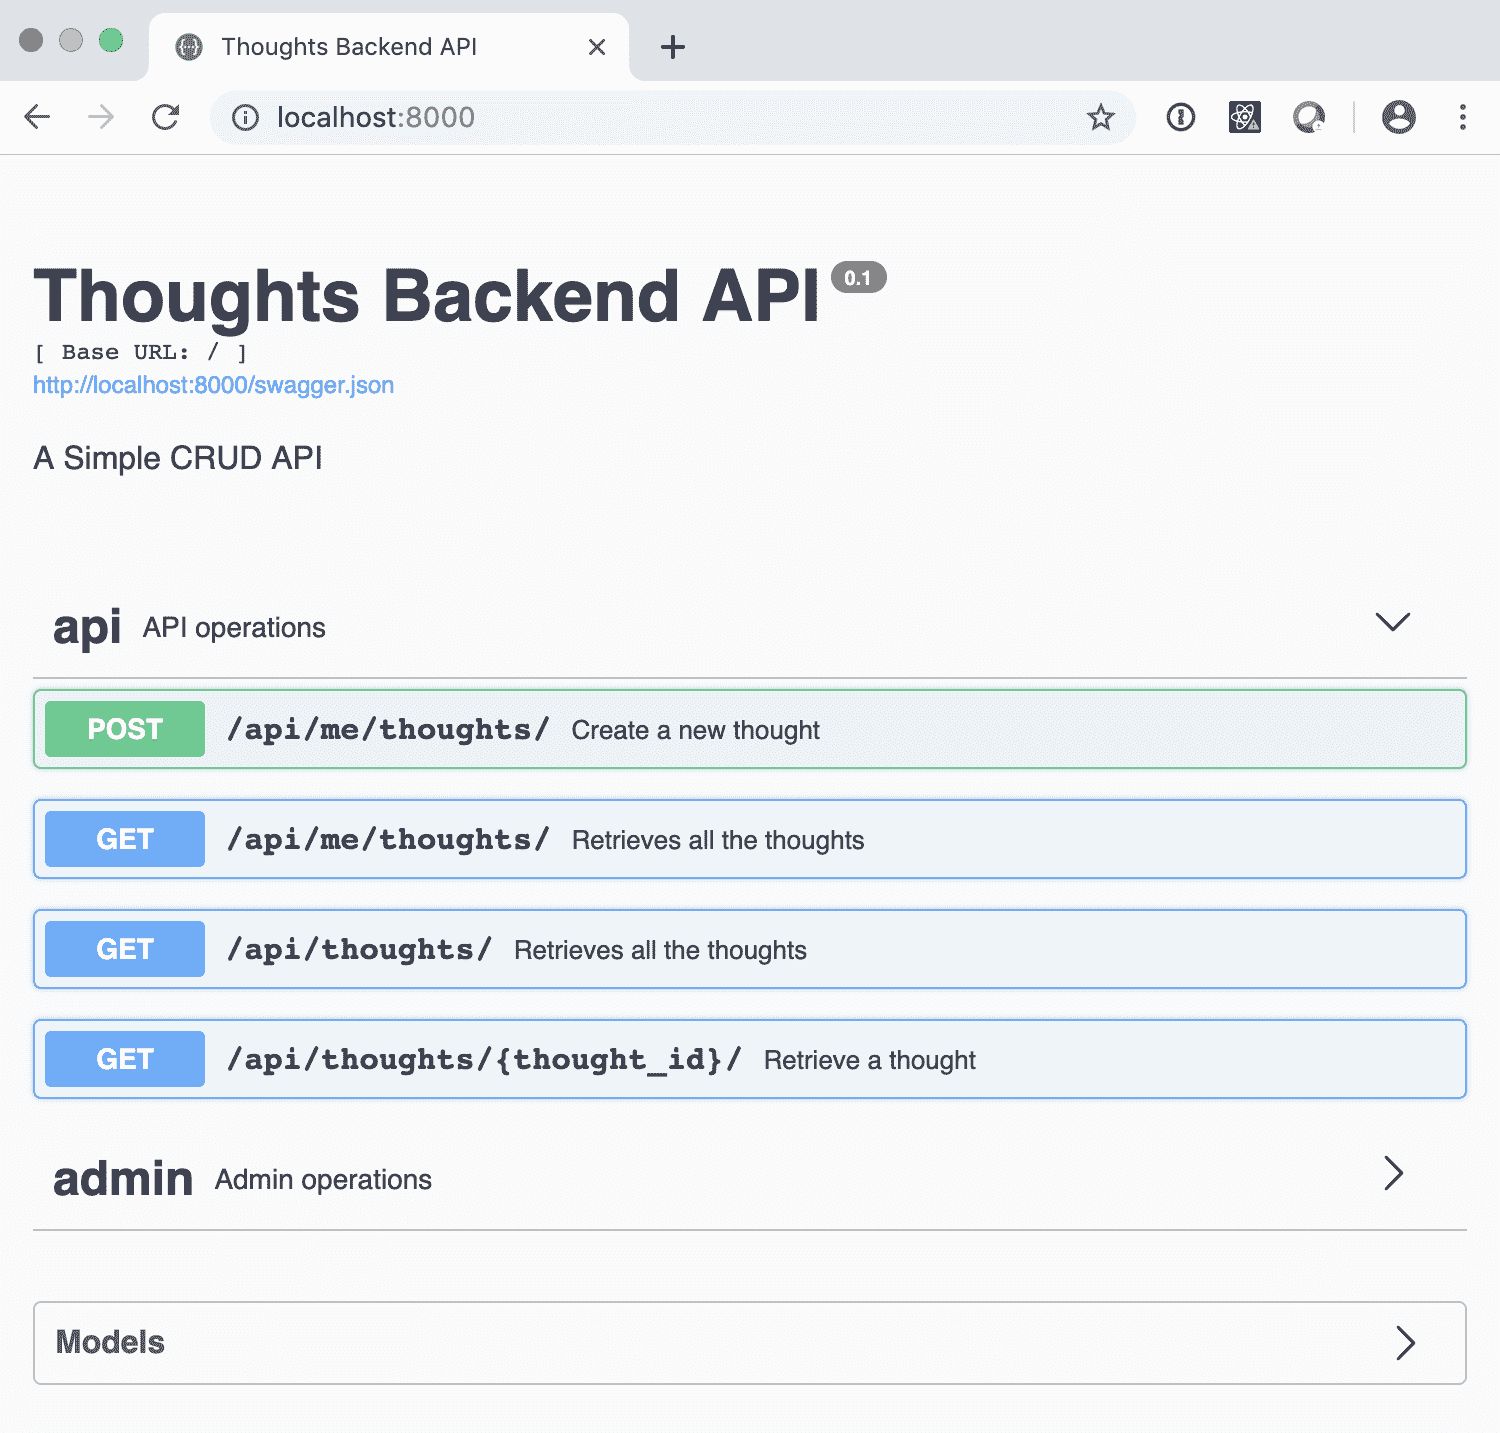 Thoughts Backend API
localhost:8000
Thoughts Backend API 0.1
[ Base URL: / ]
http://localhost:8000/swagger.json
A Simple CRUD API
api API operations
POST /api/me/thoughts/ Create a new thought
GET /api/me/thoughts/ Retrieves all the thoughts
GET /api/thoughts/ Retrieves all the thoughts
GET /api/thoughts/{thought_id}/ Retrieve a thought
admin Admin operations
Models